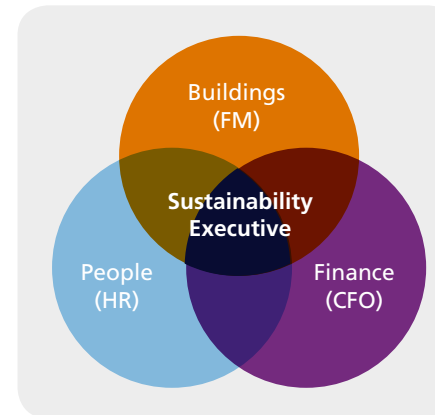 Buildings
(FM)
Sustainability
Executive
People
(HR)
Finance
(CFO)